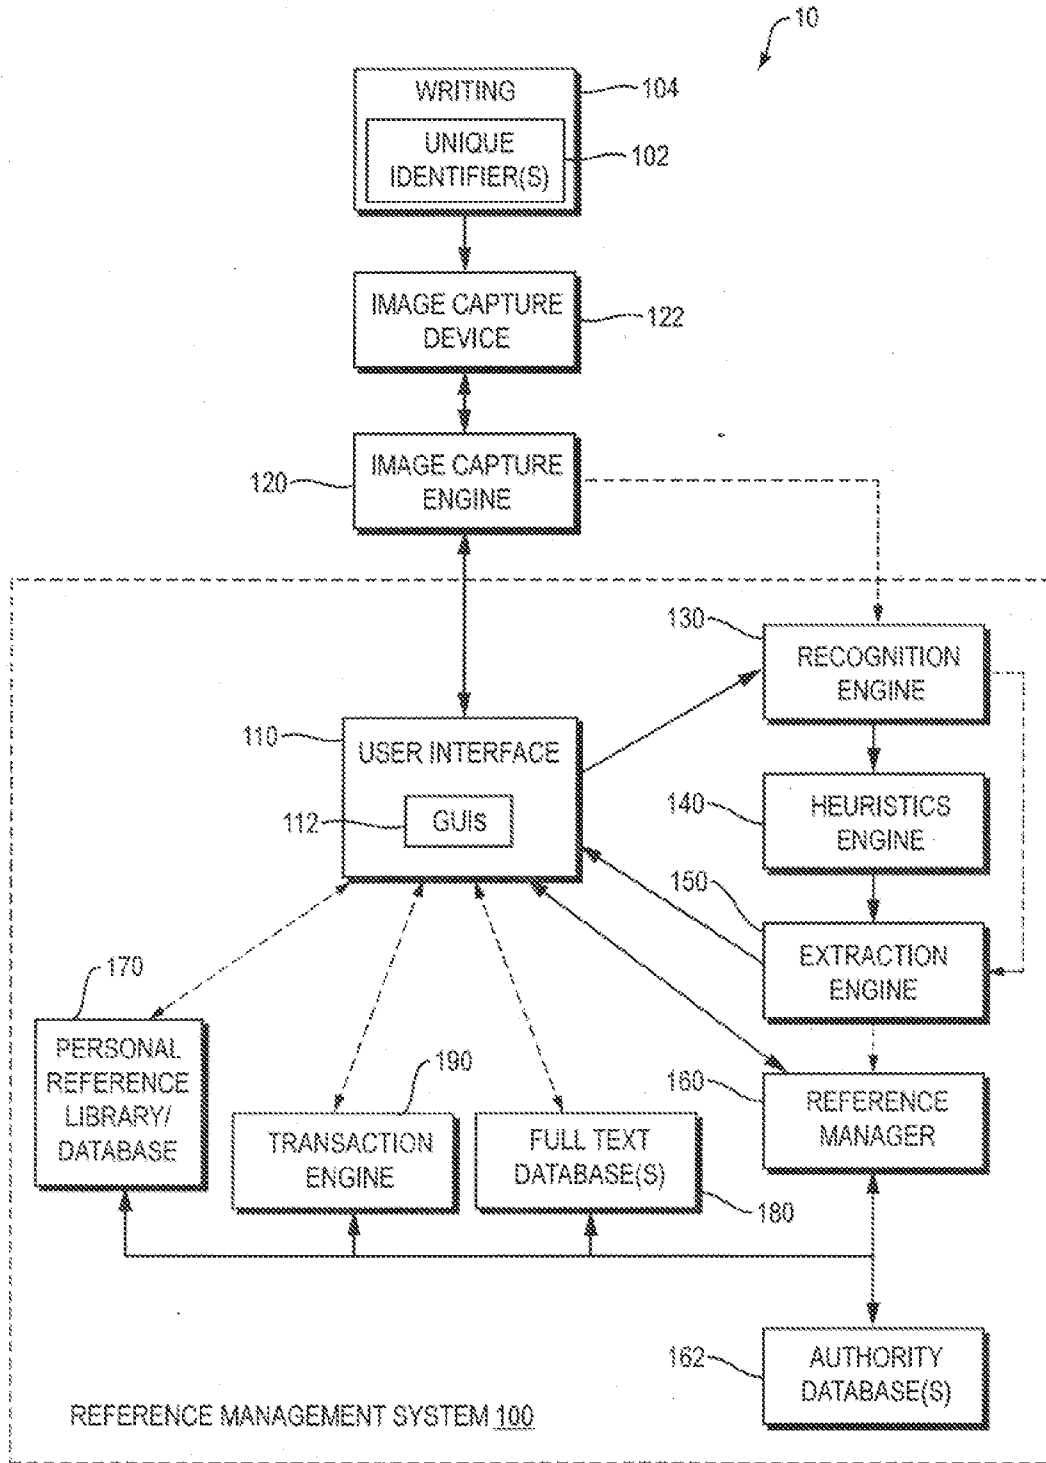 10
WRITING
104
UNIQUE
IDENTIFIER(S)
102
IMAGE CAPTURE
DEVICE
122
120
IMAGE CAPTURE
ENGINE
130
RECOGNITION
ENGINE
110
USER INTERFACE
112
GUIs
140
HEURISTICS
ENGINE
150
EXTRACTION
ENGINE
170
PERSONAL
REFERENCE
LIBRARY/
DATABASE
190
TRANSACTION
ENGINE
FULL TEXT
DATABASE(S)
180
160
REFERENCE
MANAGER
162
AUTHORITY
DATABASE(S)
REFERENCE MANAGEMENT SYSTEM 100